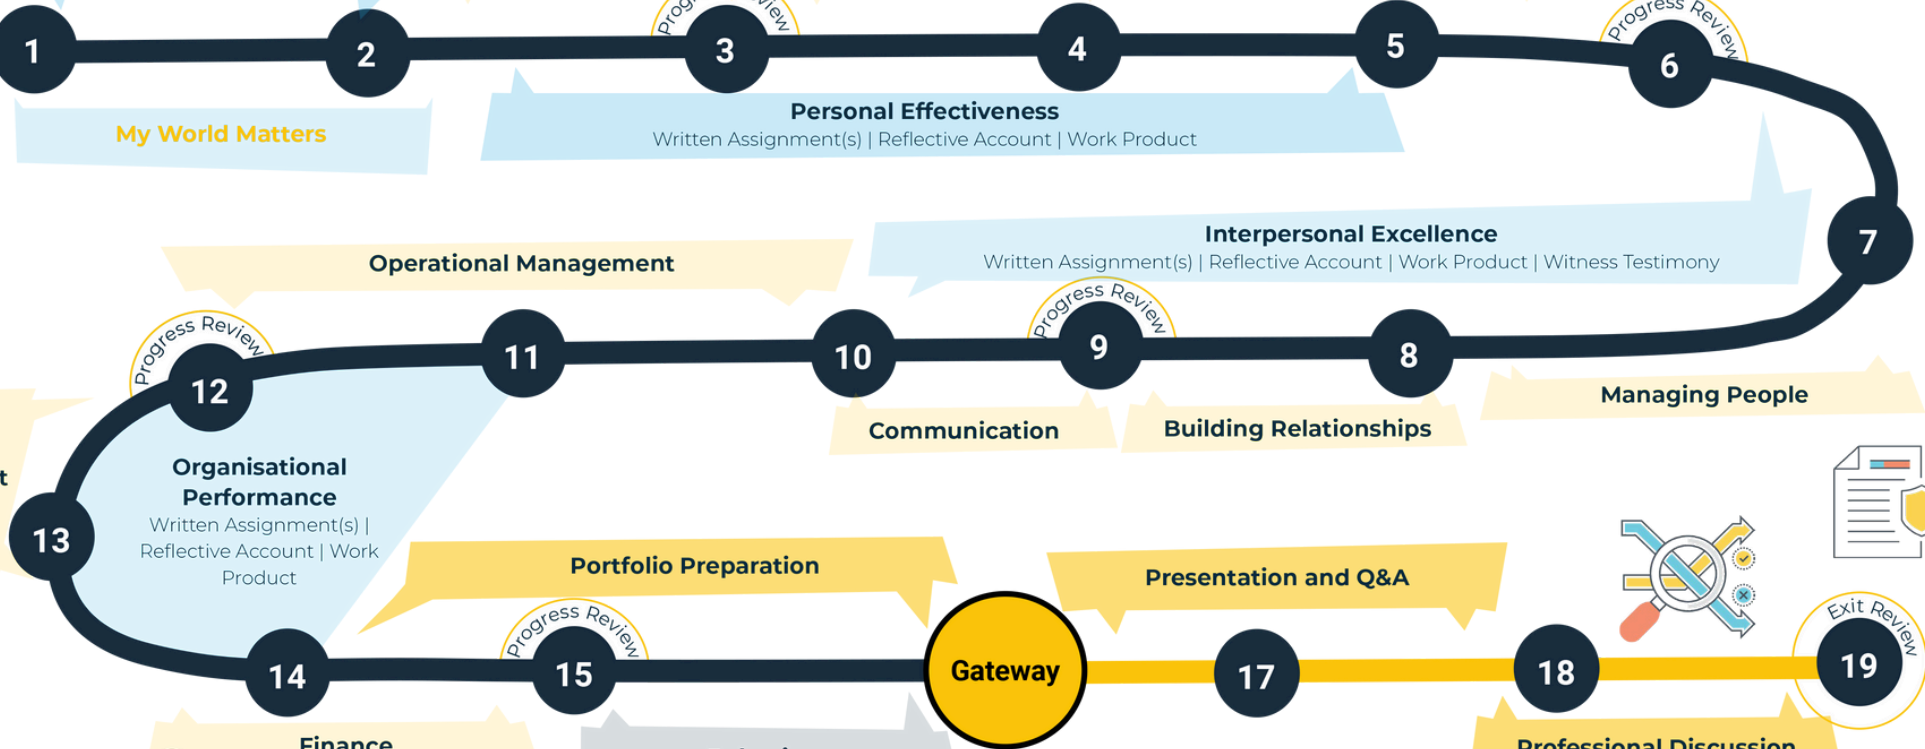 Progress Review
Progress Review
1
2
3
4
5
6
Personal Effectiveness
Written Assignment(s) | Reflective Account | Work Product
My World Matters
Interpersonal Excellence
Written Assignment(s) | Reflective Account | Work Product | Witness Testimony
7
Operational Management
Progress Review
Progress Review
12
11
10
9
8
Managing People
Communication
Building Relationships
Organisational
Performance
Written Assignment(s) |
Reflective Account | Work
Product
13
Portfolio Preparation
Presentation and Q&A
Progress Review
Exit Review
14
15
Gateway
17
18
19
Finance
Professional Discussion